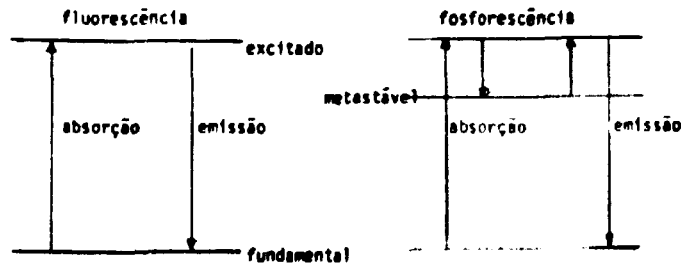 fluorescência
fosforescência
excitado
metastável
absorção
emissão
absorção
emissão
fundamental